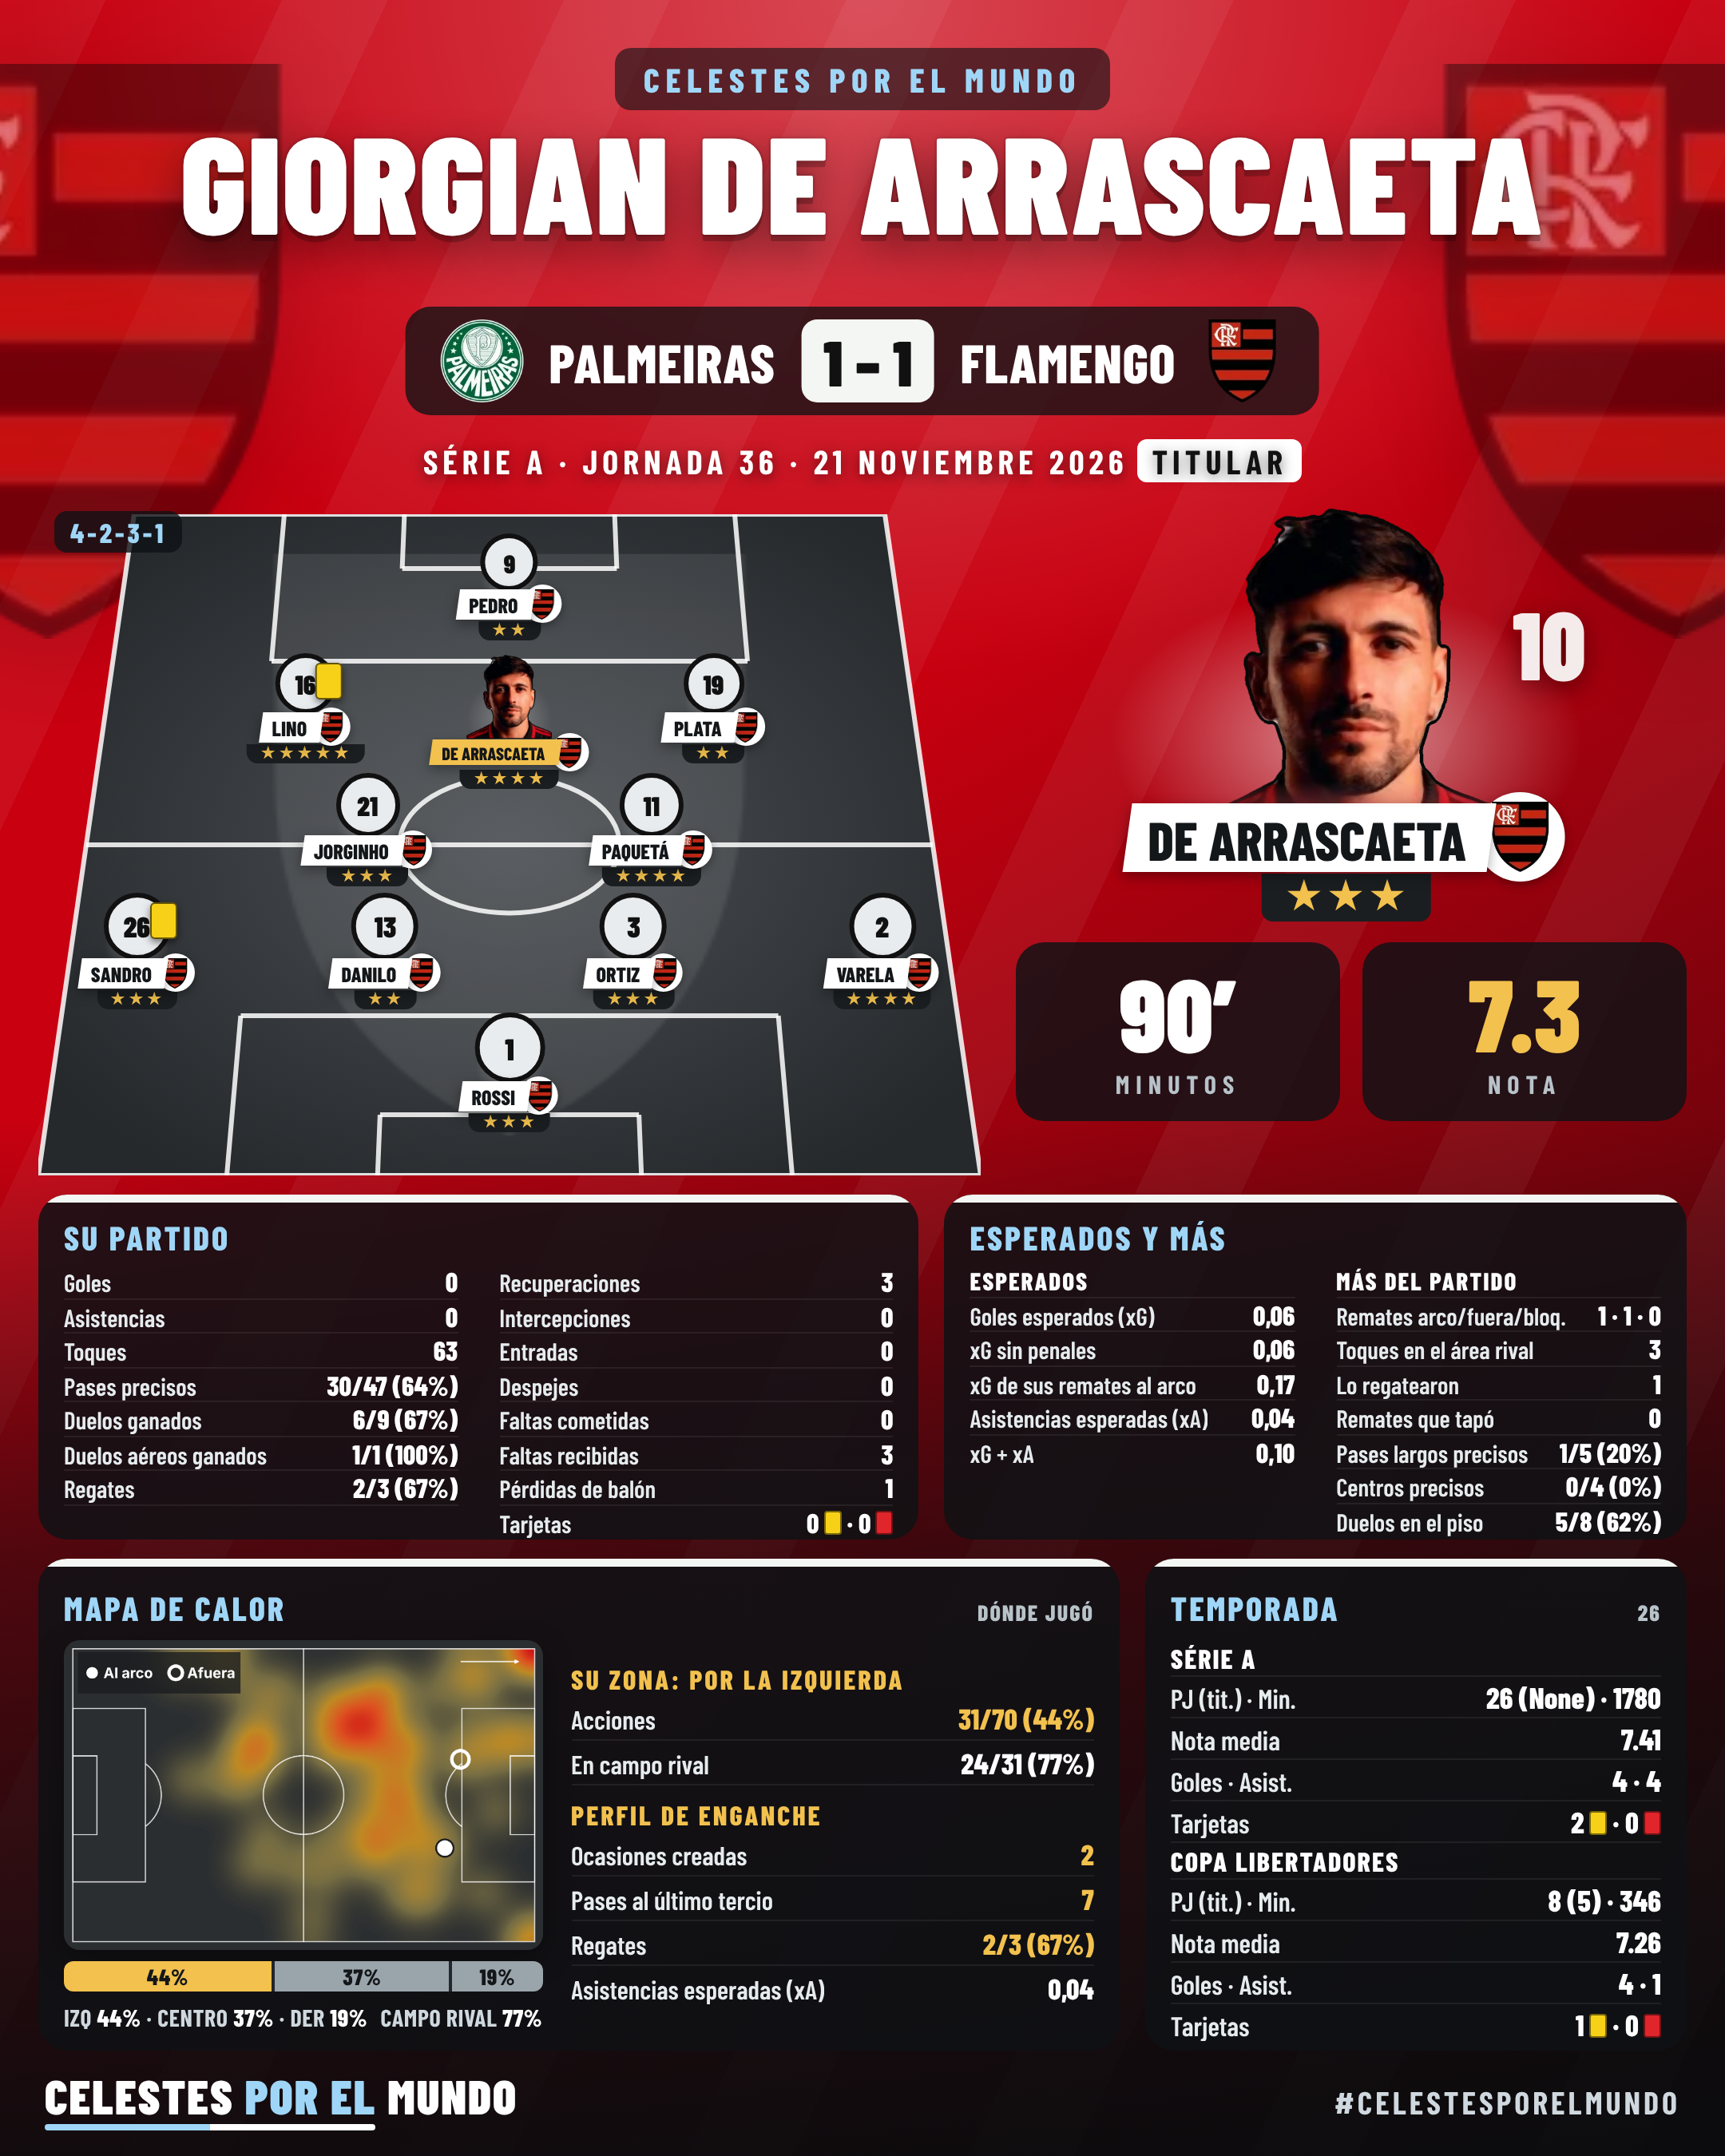 CELESTES POR EL MUNDO
GIORGIAN DE ARRASCAETA
PALMEIRAS
PALMEIRAS 1-1 FLAMENGO
SÉRIE A · JORNADA 36 · 21 NOVIEMBRE 2026 TITULAR
4-2-3-1
9
PEDRO
16
LINO
DE ARRASCAETA
19
PLATA
21
JORGINHO
11
PAQUETÁ
26
SANDRO
13
DANILO
3
ORTIZ
2
VARELA
1
ROSSI
10
DE ARRASCAETA
90'
MINUTOS
7.3
NOTA
SU PARTIDO
Goles 0
Asistencias 0
Toques 63
Pases precisos 30/47 (64%)
Duelos ganados 6/9 (67%)
Duelos aéreos ganados 1/1 (100%)
Regates 2/3 (67%)
Recuperaciones 3
Intercepciones 0
Entradas 0
Despejes 0
Faltas cometidas 0
Faltas recibidas 3
Pérdidas de balón 1
Tarjetas 0 · 0
ESPERADOS Y MÁS
ESPERADOS
Goles esperados (xG) 0,06
xG sin penales 0,06
xG de sus remates al arco 0,17
Asistencias esperadas (xA) 0,04
xG + xA 0,10
MÁS DEL PARTIDO
Remates arco/fuera/bloq. 1 · 1 · 0
Toques en el área rival 3
Lo regatearon 1
Remates que tapó 0
Pases largos precisos 1/5 (20%)
Centros precisos 0/4 (0%)
Duelos en el piso 5/8 (62%)
MAPA DE CALOR
DÓNDE JUGÓ
Al arco Afuera
44% 37% 19%
IZQ 44% · CENTRO 37% · DER 19% CAMPO RIVAL 77%
SU ZONA: POR LA IZQUIERDA
Acciones 31/70 (44%)
En campo rival 24/31 (77%)
PERFIL DE ENGANCHE
Ocasiones creadas 2
Pases al último tercio 7
Regates 2/3 (67%)
Asistencias esperadas (xA) 0,04
TEMPORADA 26
SÉRIE A
PJ (tit.) · Min. 26 (None) · 1780
Nota media 7.41
Goles · Asist. 4 · 4
Tarjetas 2 · 0
COPA LIBERTADORES
PJ (tit.) · Min. 8 (5) · 346
Nota media 7.26
Goles · Asist. 4 · 1
Tarjetas 1 · 0
CELESTES POR EL MUNDO
#CELESTESPORELMUNDO